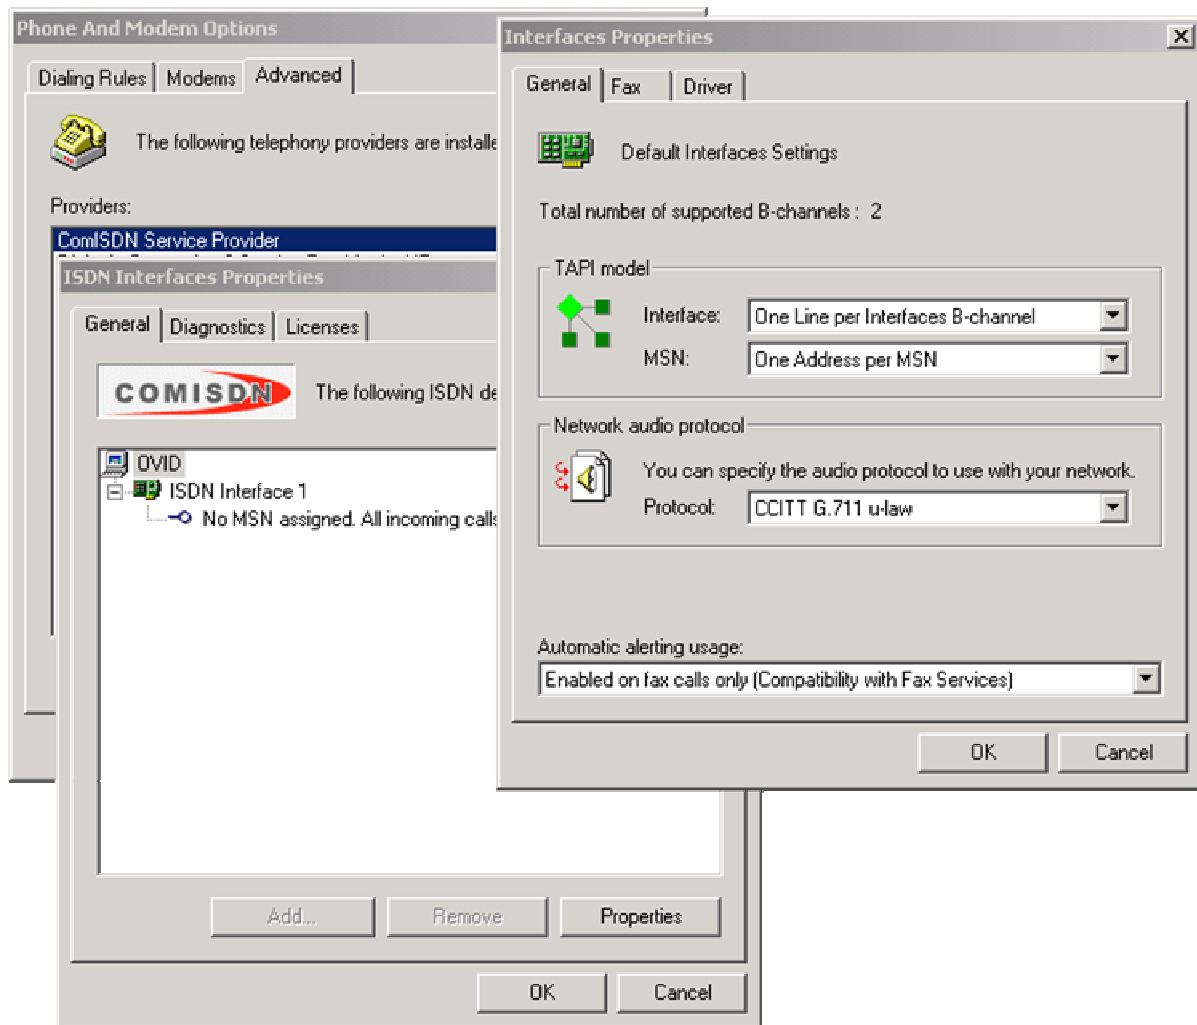 Phone And Modem Options
Dialing Rules
Modems
Advanced
The following telephony providers are installe
Providers:
ComISDN Service Provider
ISDN Interfaces Properties
General
Diagnostics
Licenses
COMISDN
The following ISDN de
OVID
ISDN Interface 1
No MSN assigned. All incoming calls
Add...
Remove
Properties
OK
Cancel
Interfaces Properties
General
Fax
Driver
Default Interfaces Settings
Total number of supported B-channels : 2
TAPI model
Interface:
One Line per Interfaces B-channel
MSN:
One Address per MSN
Network audio protocol
You can specify the audio protocol to use with your network.
Protocol:
CCITT G.711 u-law
Automatic alerting usage:
Enabled on fax calls only (Compatibility with Fax Services)
OK
Cancel